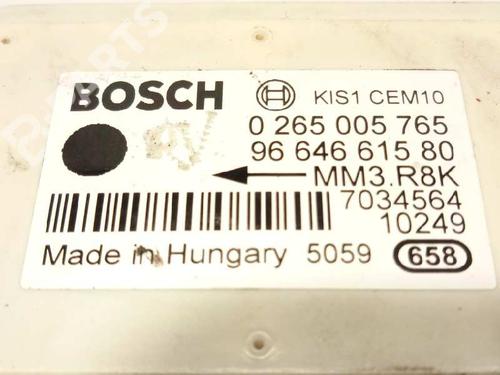 BOSCH
KIS1 CEM10
0 265 005 765
96 646 615 80
MM3.R8K
7034564
10249
Made in Hungary 5059 658